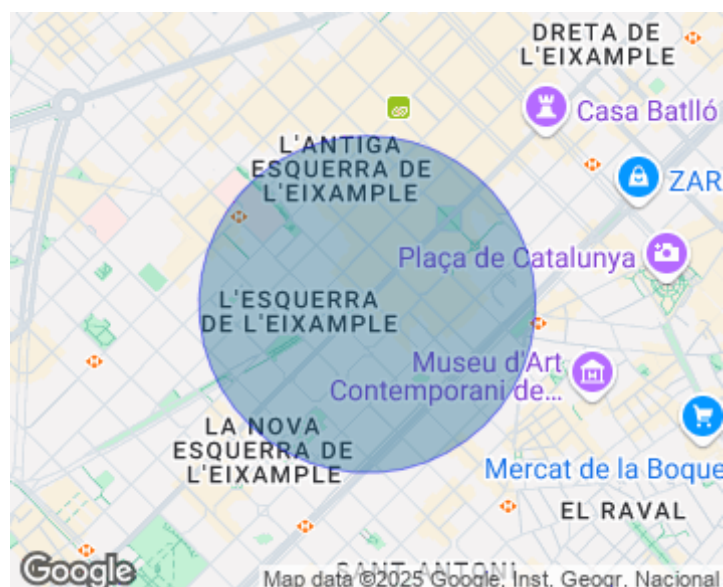 DRETA DE
L'EIXAMPLE
Casa Batlló
L'ANTIGA
ESQUERRA DE
L'EIXAMPLE
ZAR
Plaça de Catalunya
L'ESQUERRA
DE L'EIXAMPLE
Museu d'Art
Contemporani de...
LA NOVA
ESQUERRA DE
L'EIXAMPLE
Mercat de la Boque
EL RAVAL
SANT ANTONI
Google
Map data ©2025 Google, Inst. Geogr. Nacional